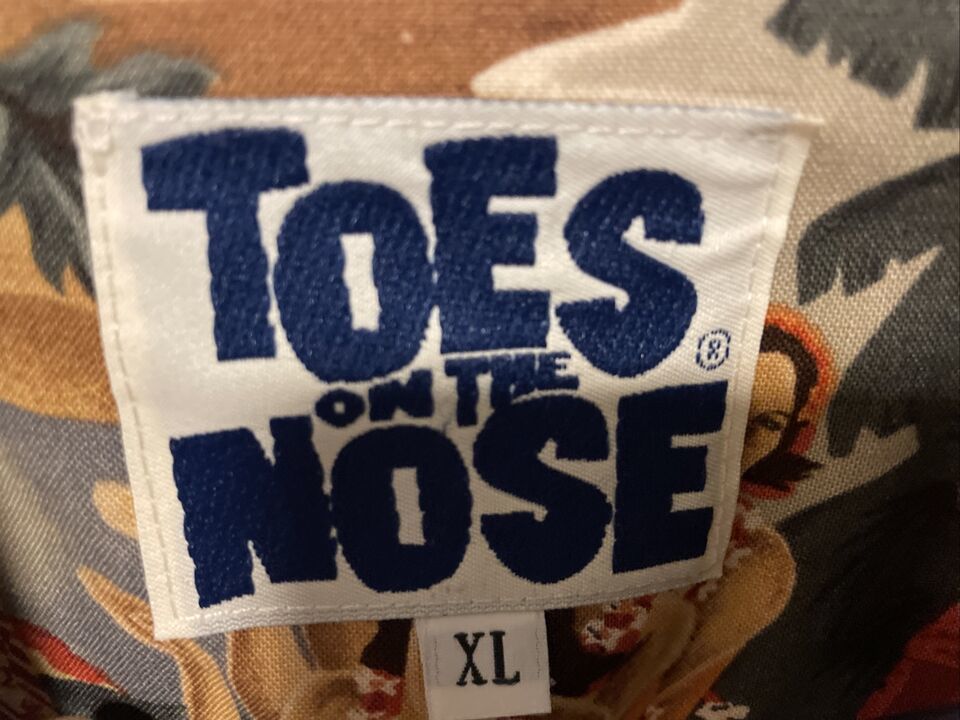 TOES
ON THE
NOSE
®
XL